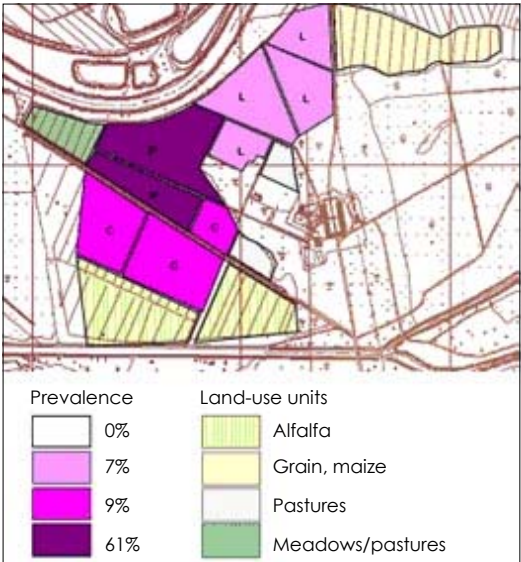 L
L
L
L
P
P
C
C
C
Prevalence Land-use units
0% Alfalfa
7% Grain, maize
9% Pastures
61% Meadows/pastures